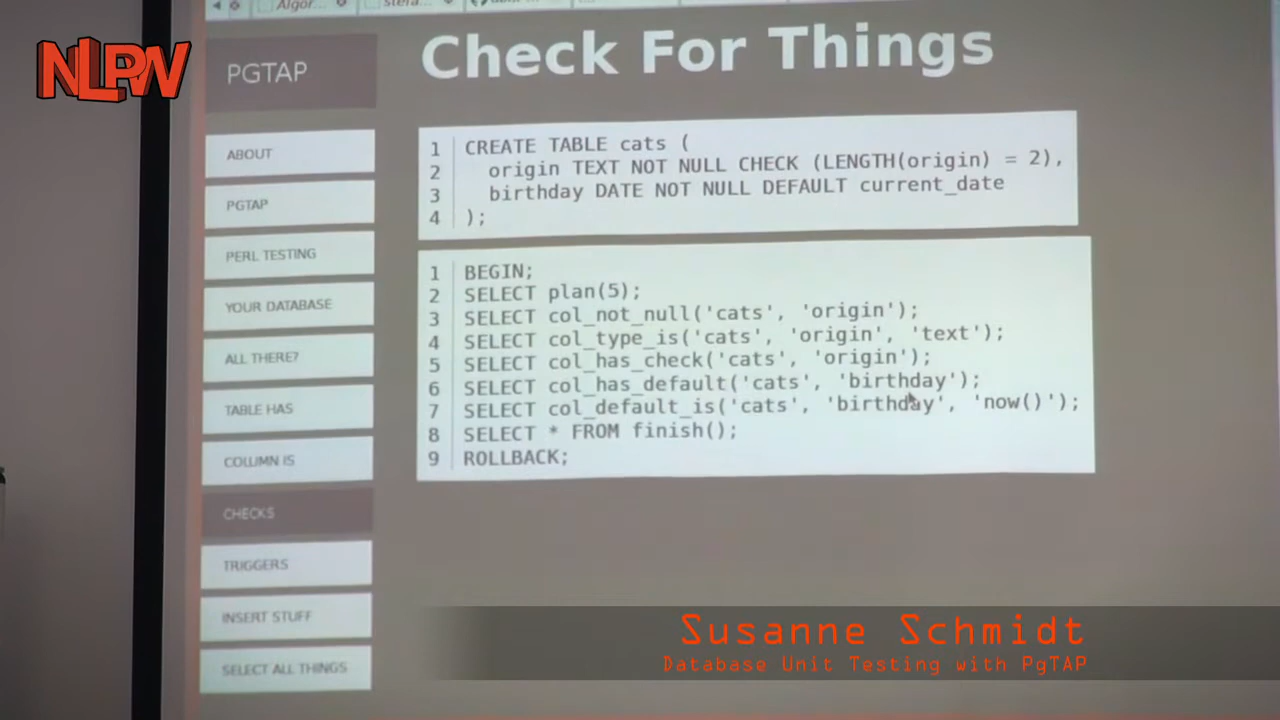 NLPW
PGTAP
ABOUT
PGTAP
PERL TESTING
YOUR DATABASE
ALL THERE?
TABLE HAS
COLUMN IS
CHECKS
TRIGGERS
INSERT STUFF
SELECT ALL THINGS
Check For Things
1 CREATE TABLE cats (
2 origin TEXT NOT NULL CHECK (LENGTH(origin) = 2),
3 birthday DATE NOT NULL DEFAULT current_date
4 );
1 BEGIN;
2 SELECT plan(5);
3 SELECT col_not_null('cats', 'origin');
4 SELECT col_type_is('cats', 'origin', 'text');
5 SELECT col_has_check('cats', 'origin');
6 SELECT col_has_default('cats', 'birthday');
7 SELECT col_default_is('cats', 'birthday', 'now()');
8 SELECT * FROM finish();
9 ROLLBACK;
Susanne Schmidt
Database Unit Testing with PgTAP